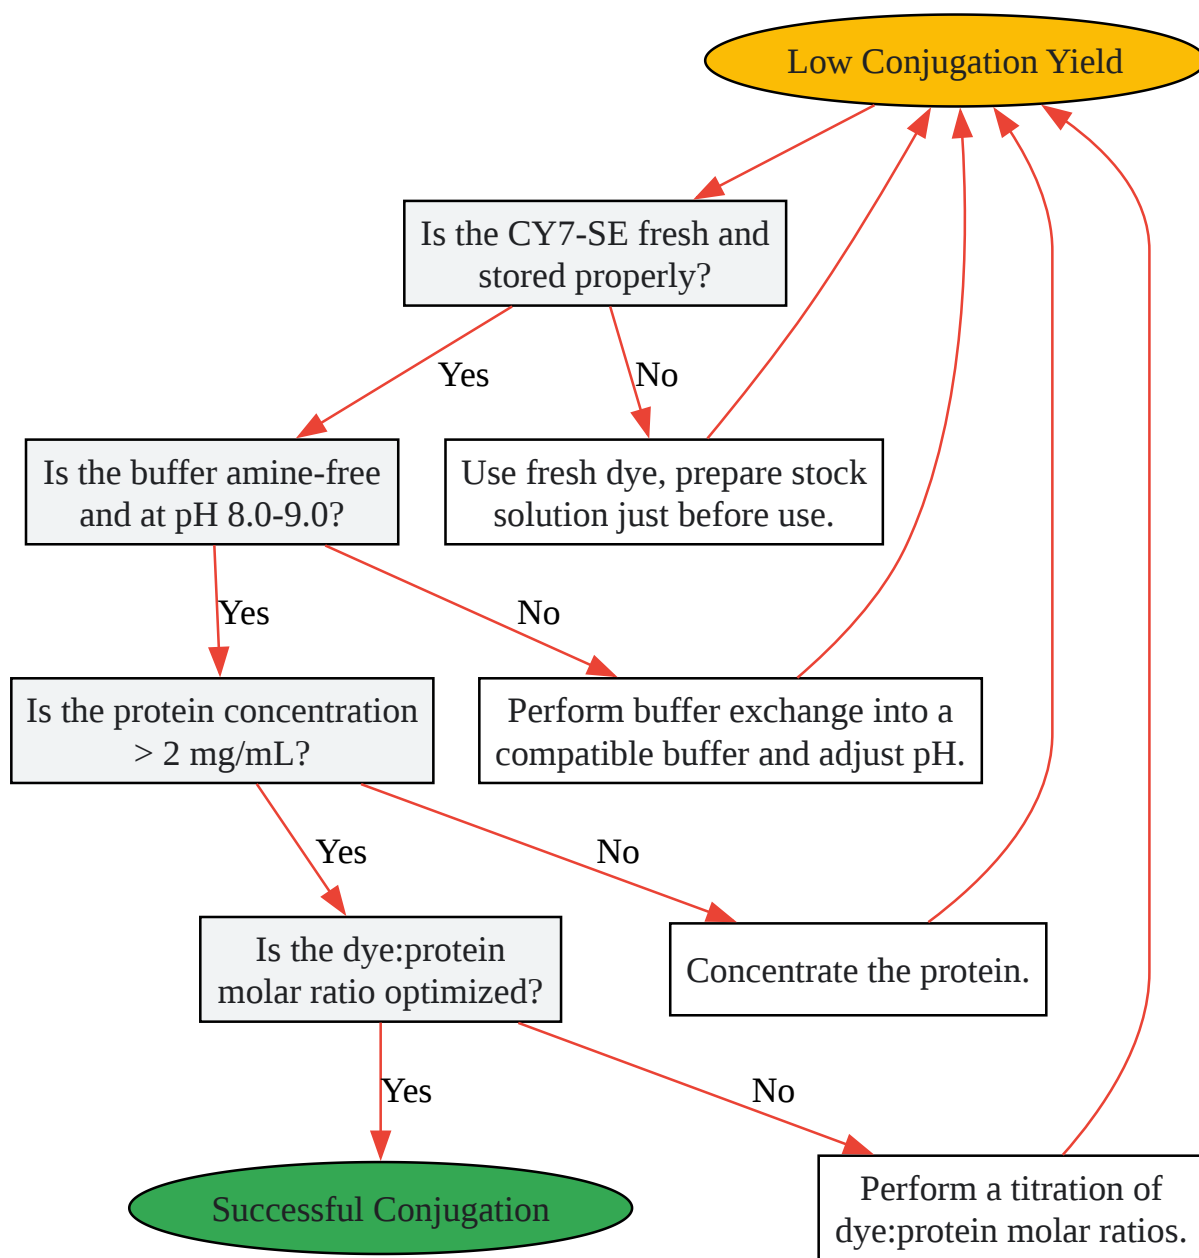 Low Conjugation Yield
Is the CY7-SE fresh and
stored properly?
Yes
No
Is the buffer amine-free
and at pH 8.0-9.0?
Use fresh dye, prepare stock
solution just before use.
Yes
No
Is the protein concentration
> 2 mg/mL?
Perform buffer exchange into a
compatible buffer and adjust pH.
Yes
No
Is the dye:protein
molar ratio optimized?
Concentrate the protein.
Yes
No
Successful Conjugation
Perform a titration of
dye:protein molar ratios.